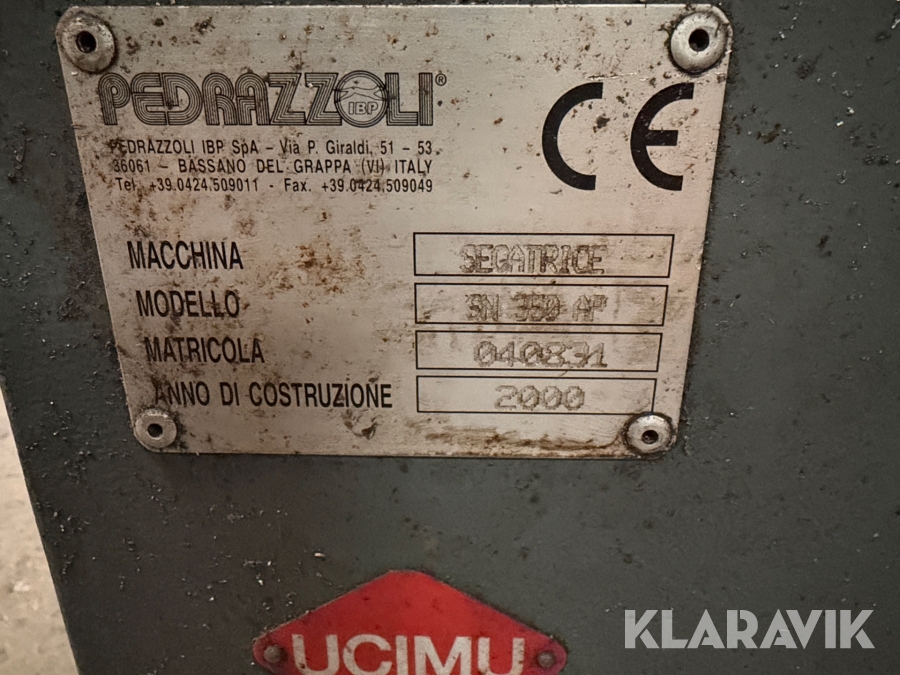 PEDRAZZOLI®
IBP
PEDRAZZOLI IBP SpA – Via P. Giraldi, 51 - 53
36061 – BASSANO DEL GRAPPA (VI) ITALY
Tel. +39.0424.509011 - Fax. +39.0424.509049
CE
MACCHINA SEGATRICE
MODELLO SN 350 AP
MATRICOLA 040831
ANNO DI COSTRUZIONE 2000
UCIMU
KLARAVIK